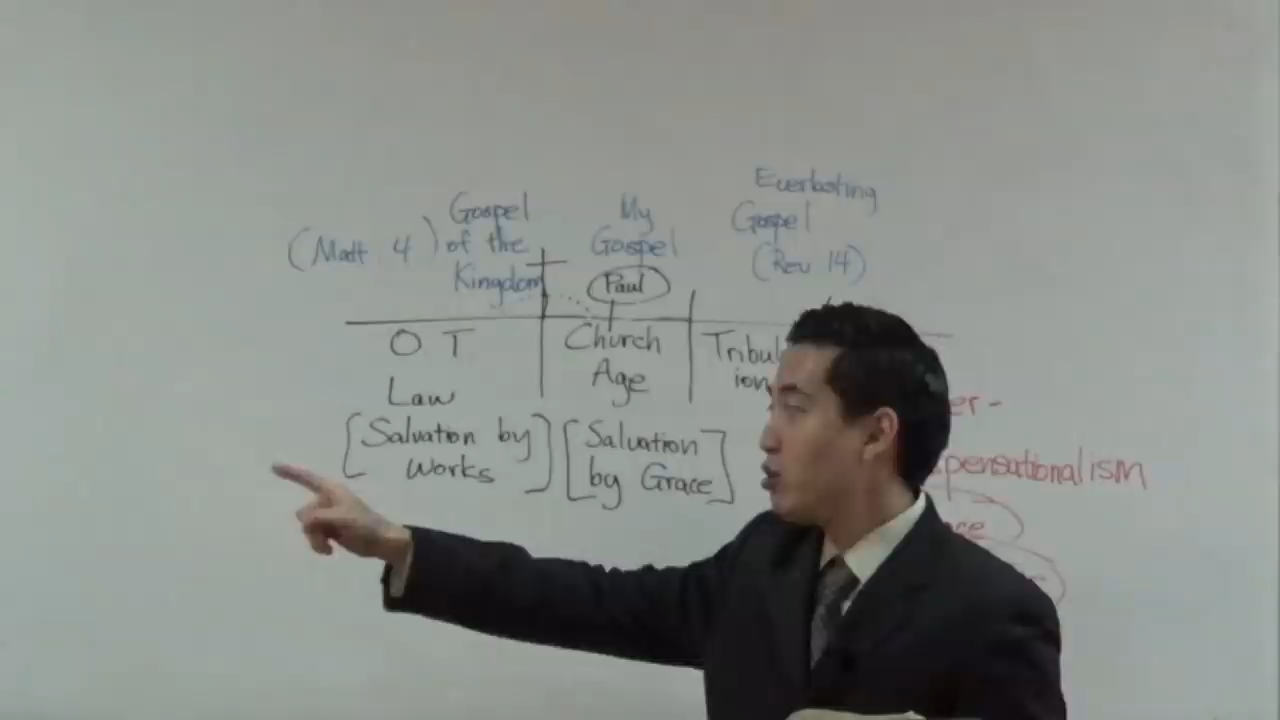 Everlasting
Gospel
(Rev 14)
My
Gospel
Paul
(Matt 4) Gospel
of the
Kingdom
O T
Law
[Salvation by
Works]
Church
Age
[Salvation
by Grace]
Tribul
ion
er-
pensationalism